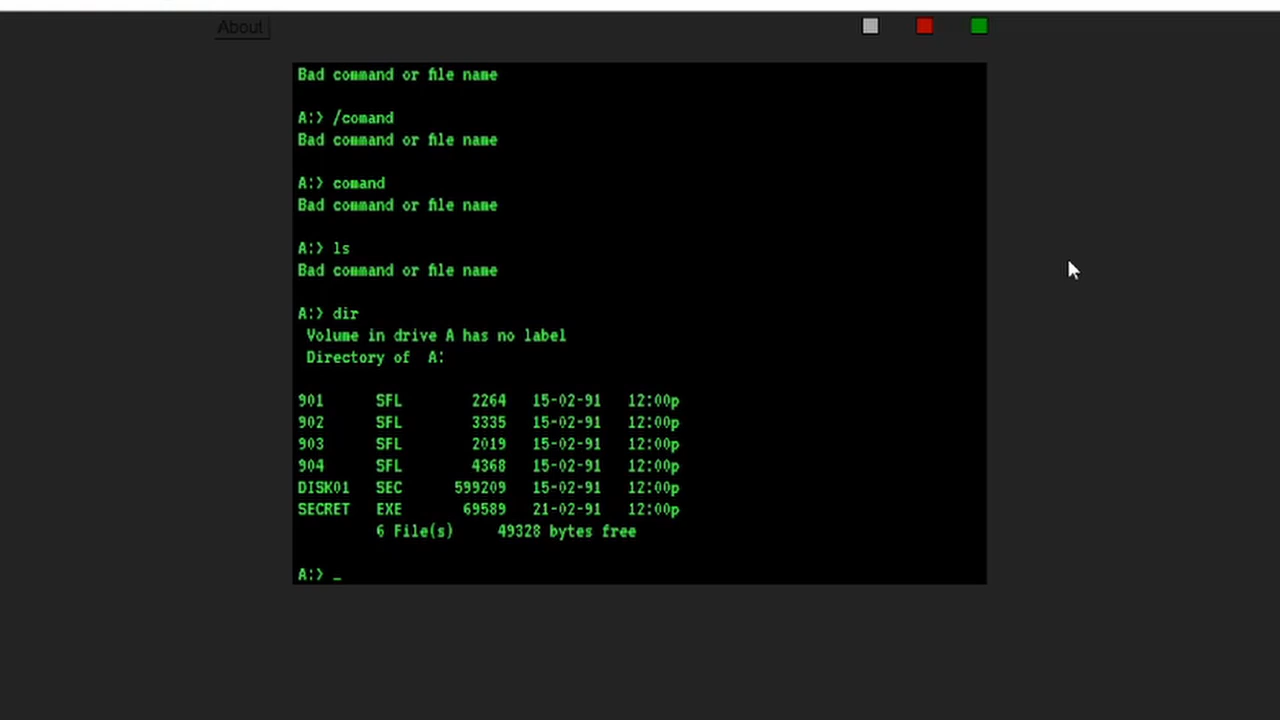 About
Bad command or file name
A:> /comand
Bad command or file name
A:> comand
Bad command or file name
A:> ls
Bad command or file name
A:> dir
Volume in drive A has no label
Directory of A:
901 SFL 2264 15-02-91 12:00p
902 SFL 3335 15-02-91 12:00p
903 SFL 2019 15-02-91 12:00p
904 SFL 4368 15-02-91 12:00p
DISK01 SEC 599209 15-02-91 12:00p
SECRET EXE 69589 21-02-91 12:00p
6 File(s) 49328 bytes free
A:> _